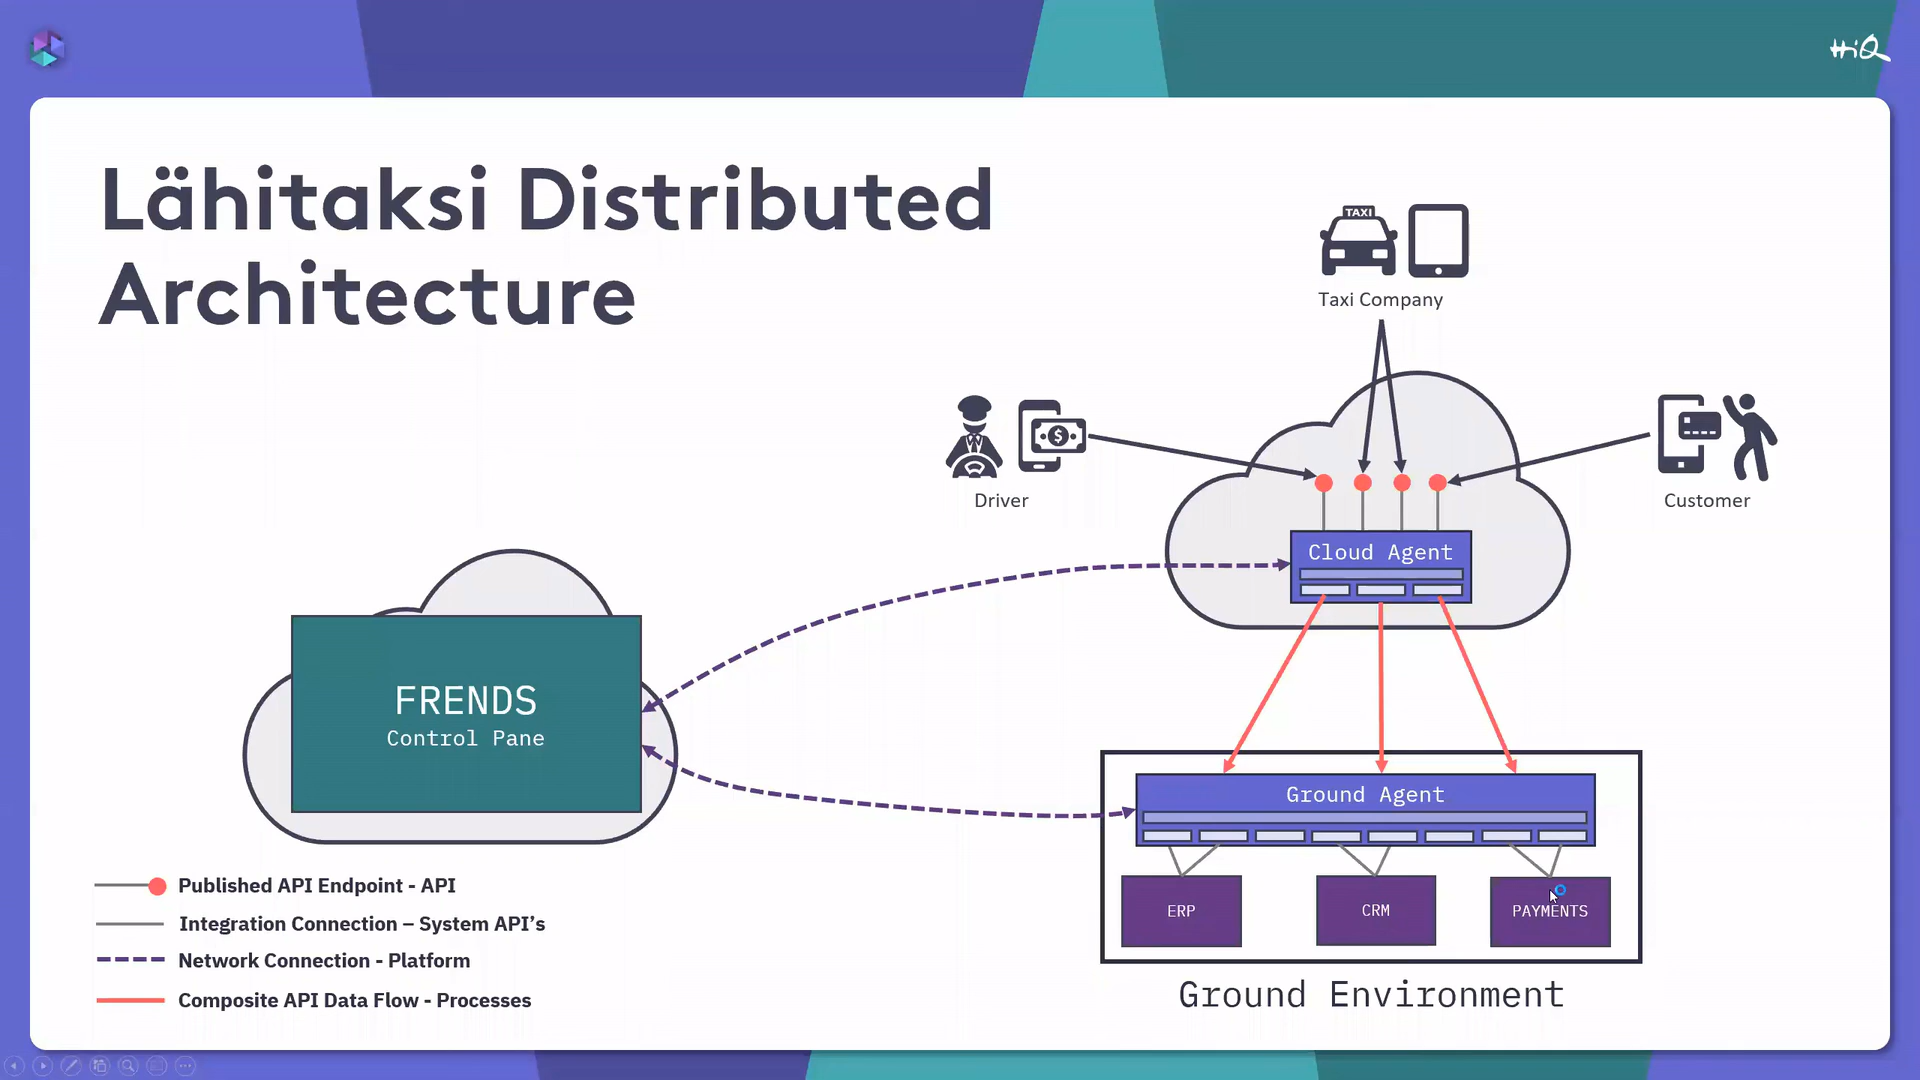 HiQ
Lähitaksi Distributed
Architecture
TAXI
Taxi Company
Driver
Customer
Cloud Agent
FRENDS
Control Pane
Ground Agent
ERP
CRM
PAYMENTS
Ground Environment
Published API Endpoint - API
Integration Connection – System API’s
Network Connection - Platform
Composite API Data Flow - Processes